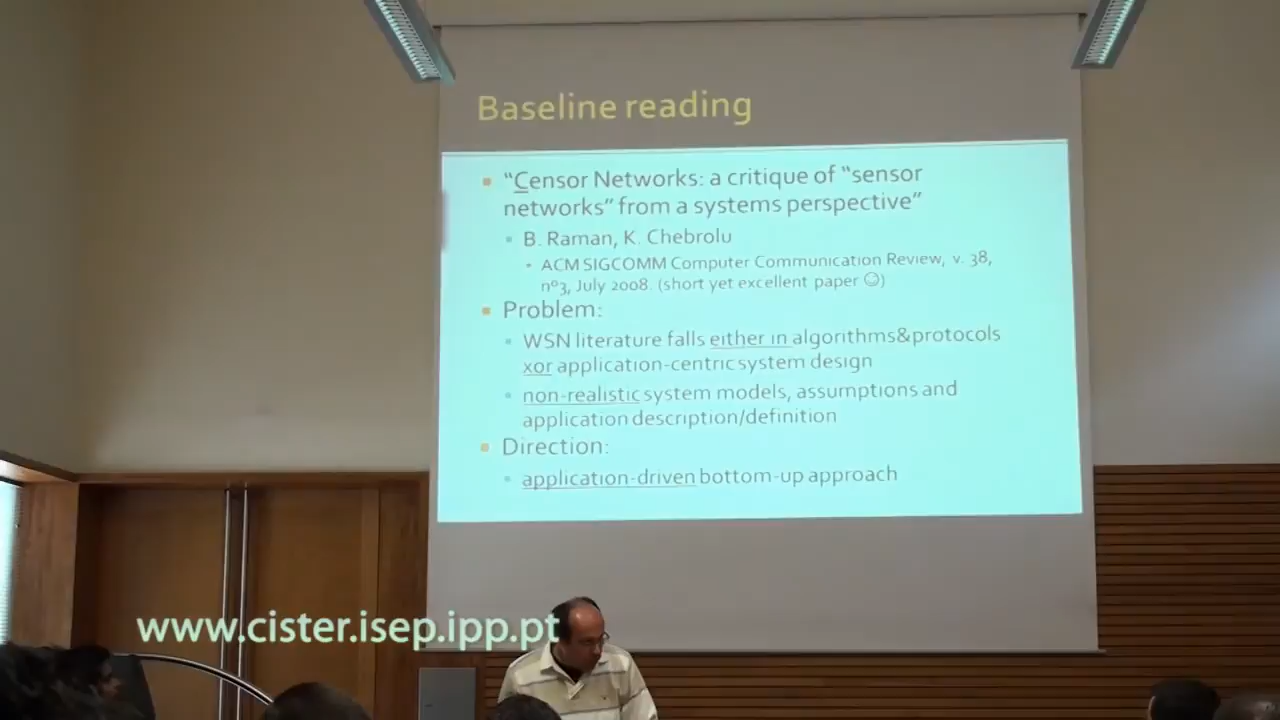 Baseline reading
"Censor Networks: a critique of "sensor
networks" from a systems perspective"
B. Raman, K. Chebrolu
ACM SIGCOMM Computer Communication Review, v. 38,
nº3, July 2008. (short yet excellent paper ☺)
Problem:
WSN literature falls either in algorithms&protocols
xor application-centric system design
non-realistic system models, assumptions and
application description/definition
Direction:
application-driven bottom-up approach
www.cister.isep.ipp.pt